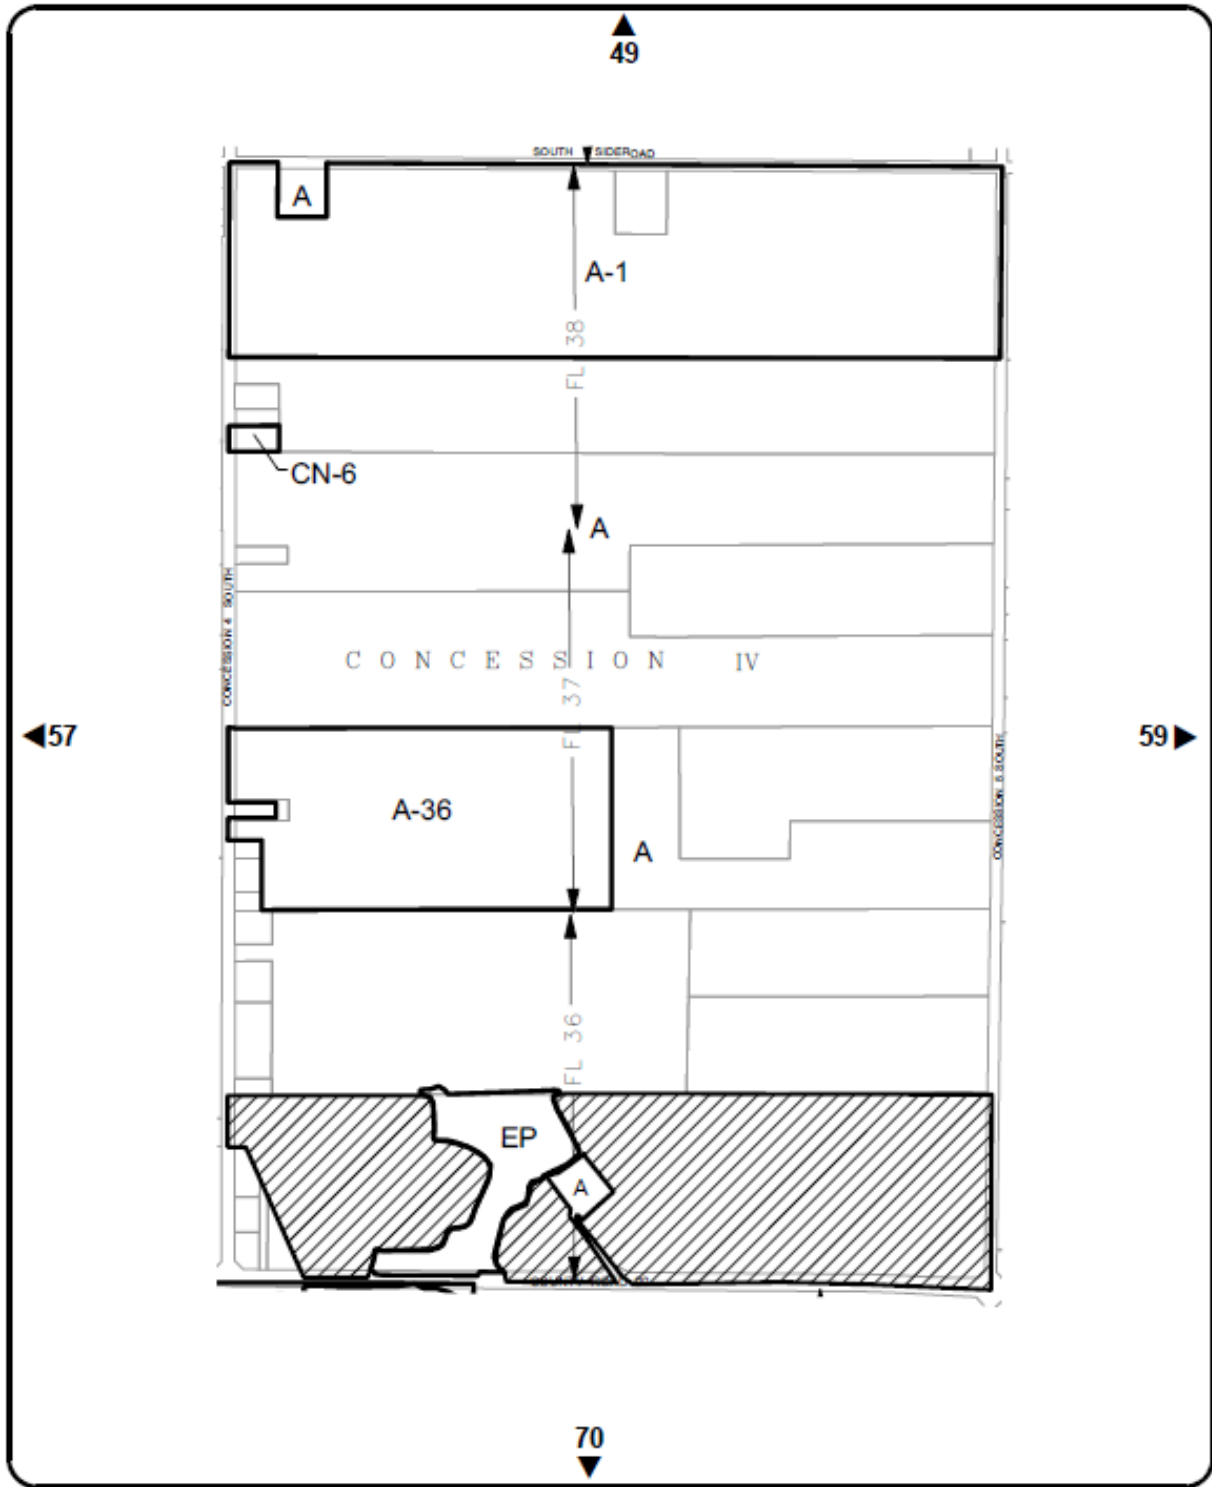 49
SOUTH SIDEROAD
A
A-1
FL 38
CN-6
A
CONCESSION 4 SOUTH
CONCESSION IV
FL 37
57
59
CONCESSION 5 SOUTH
A-36
A
FL 36
EP
A
70